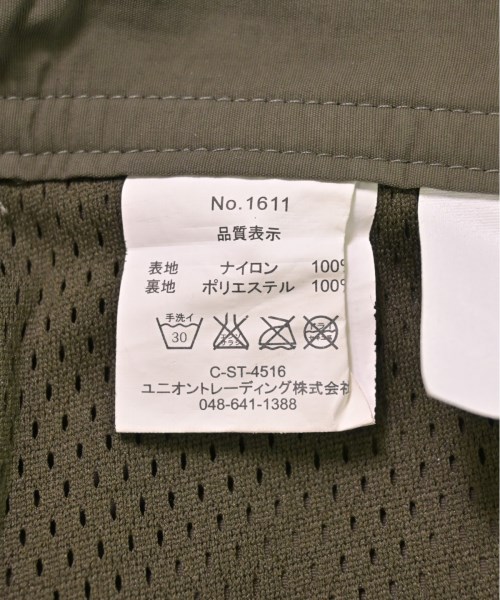 No.1611
品質表示
表地 ナイロン 100%
裏地 ポリエステル 100%
手洗イ
30
C-ST-4516
ユニオントレーディング株式会社
048-641-1388